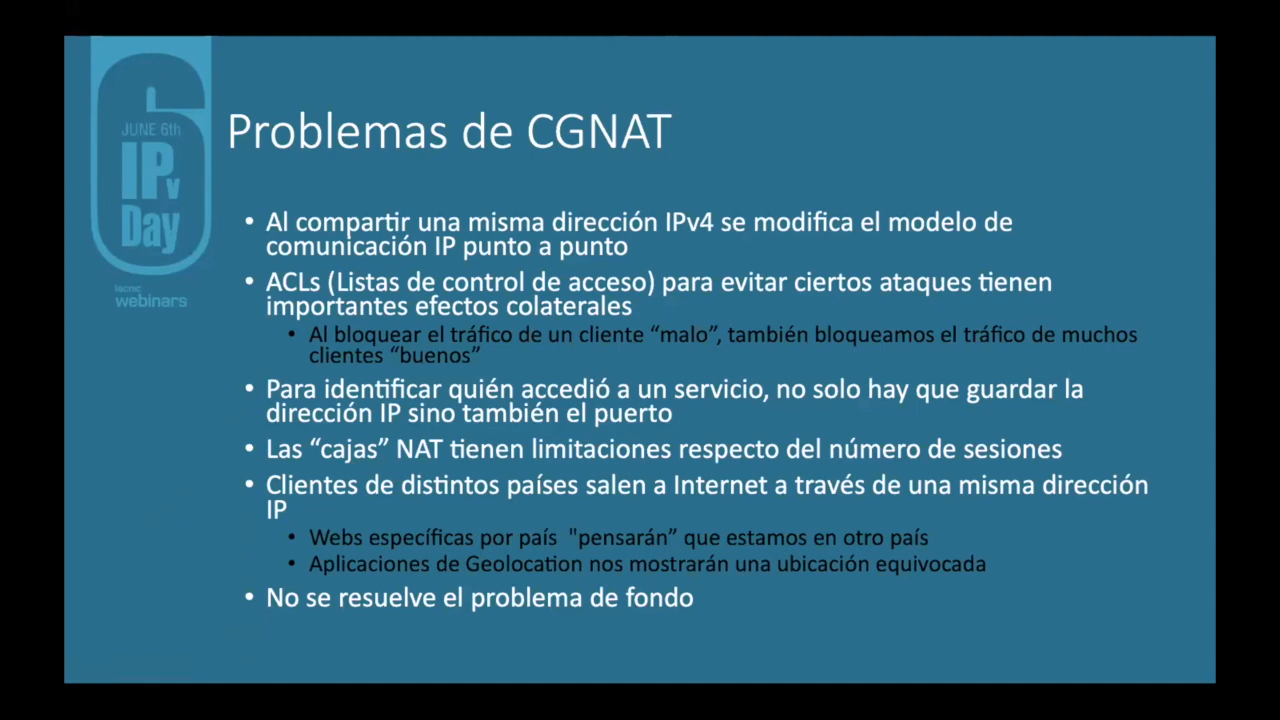 JUNE 6th
IPv
Day
lacnic
webinars
Problemas de CGNAT
• Al compartir una misma dirección IPv4 se modifica el modelo de
comunicación IP punto a punto
• ACLs (Listas de control de acceso) para evitar ciertos ataques tienen
importantes efectos colaterales
• Al bloquear el tráfico de un cliente “malo”, también bloqueamos el tráfico de muchos
clientes “buenos”
• Para identificar quién accedió a un servicio, no solo hay que guardar la
dirección IP sino también el puerto
• Las “cajas” NAT tienen limitaciones respecto del número de sesiones
• Clientes de distintos países salen a Internet a través de una misma dirección
IP
• Webs específicas por país "pensarán” que estamos en otro país
• Aplicaciones de Geolocation nos mostrarán una ubicación equivocada
• No se resuelve el problema de fondo